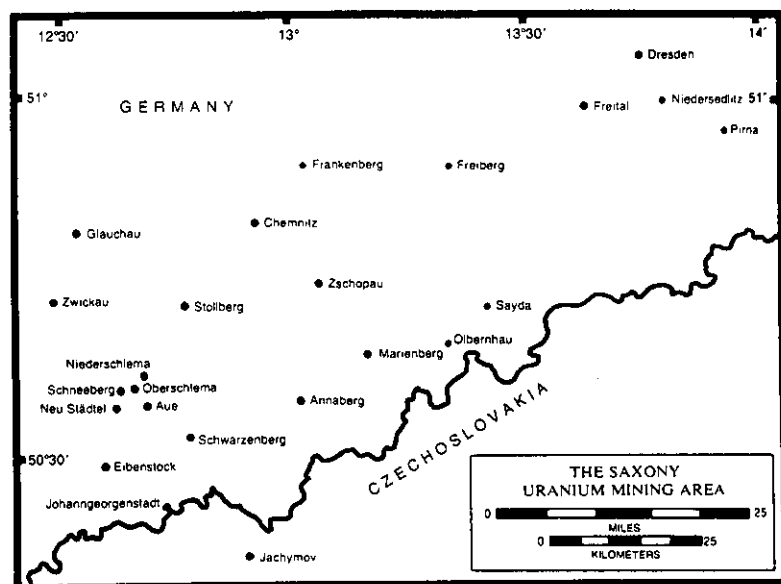 12°30'
13°
13°30'
14°
Dresden
51°
GERMANY
Freital
Niedersedlitz
51°
Pirna
Frankenberg
Freiberg
Chemnitz
Glauchau
Zschopau
Zwickau
Stollberg
Sayda
Olbernhau
Marienberg
Niederschlema
Schneeberg
Oberschlema
Annaberg
Neu Städtel
Aue
CZECHOSLOVAKIA
Schwarzenberg
50°30'
Eibenstock
THE SAXONY
URANIUM MINING AREA
Johanngeorgenstadt
0 25
MILES
0 25
KILOMETERS
Jachymov